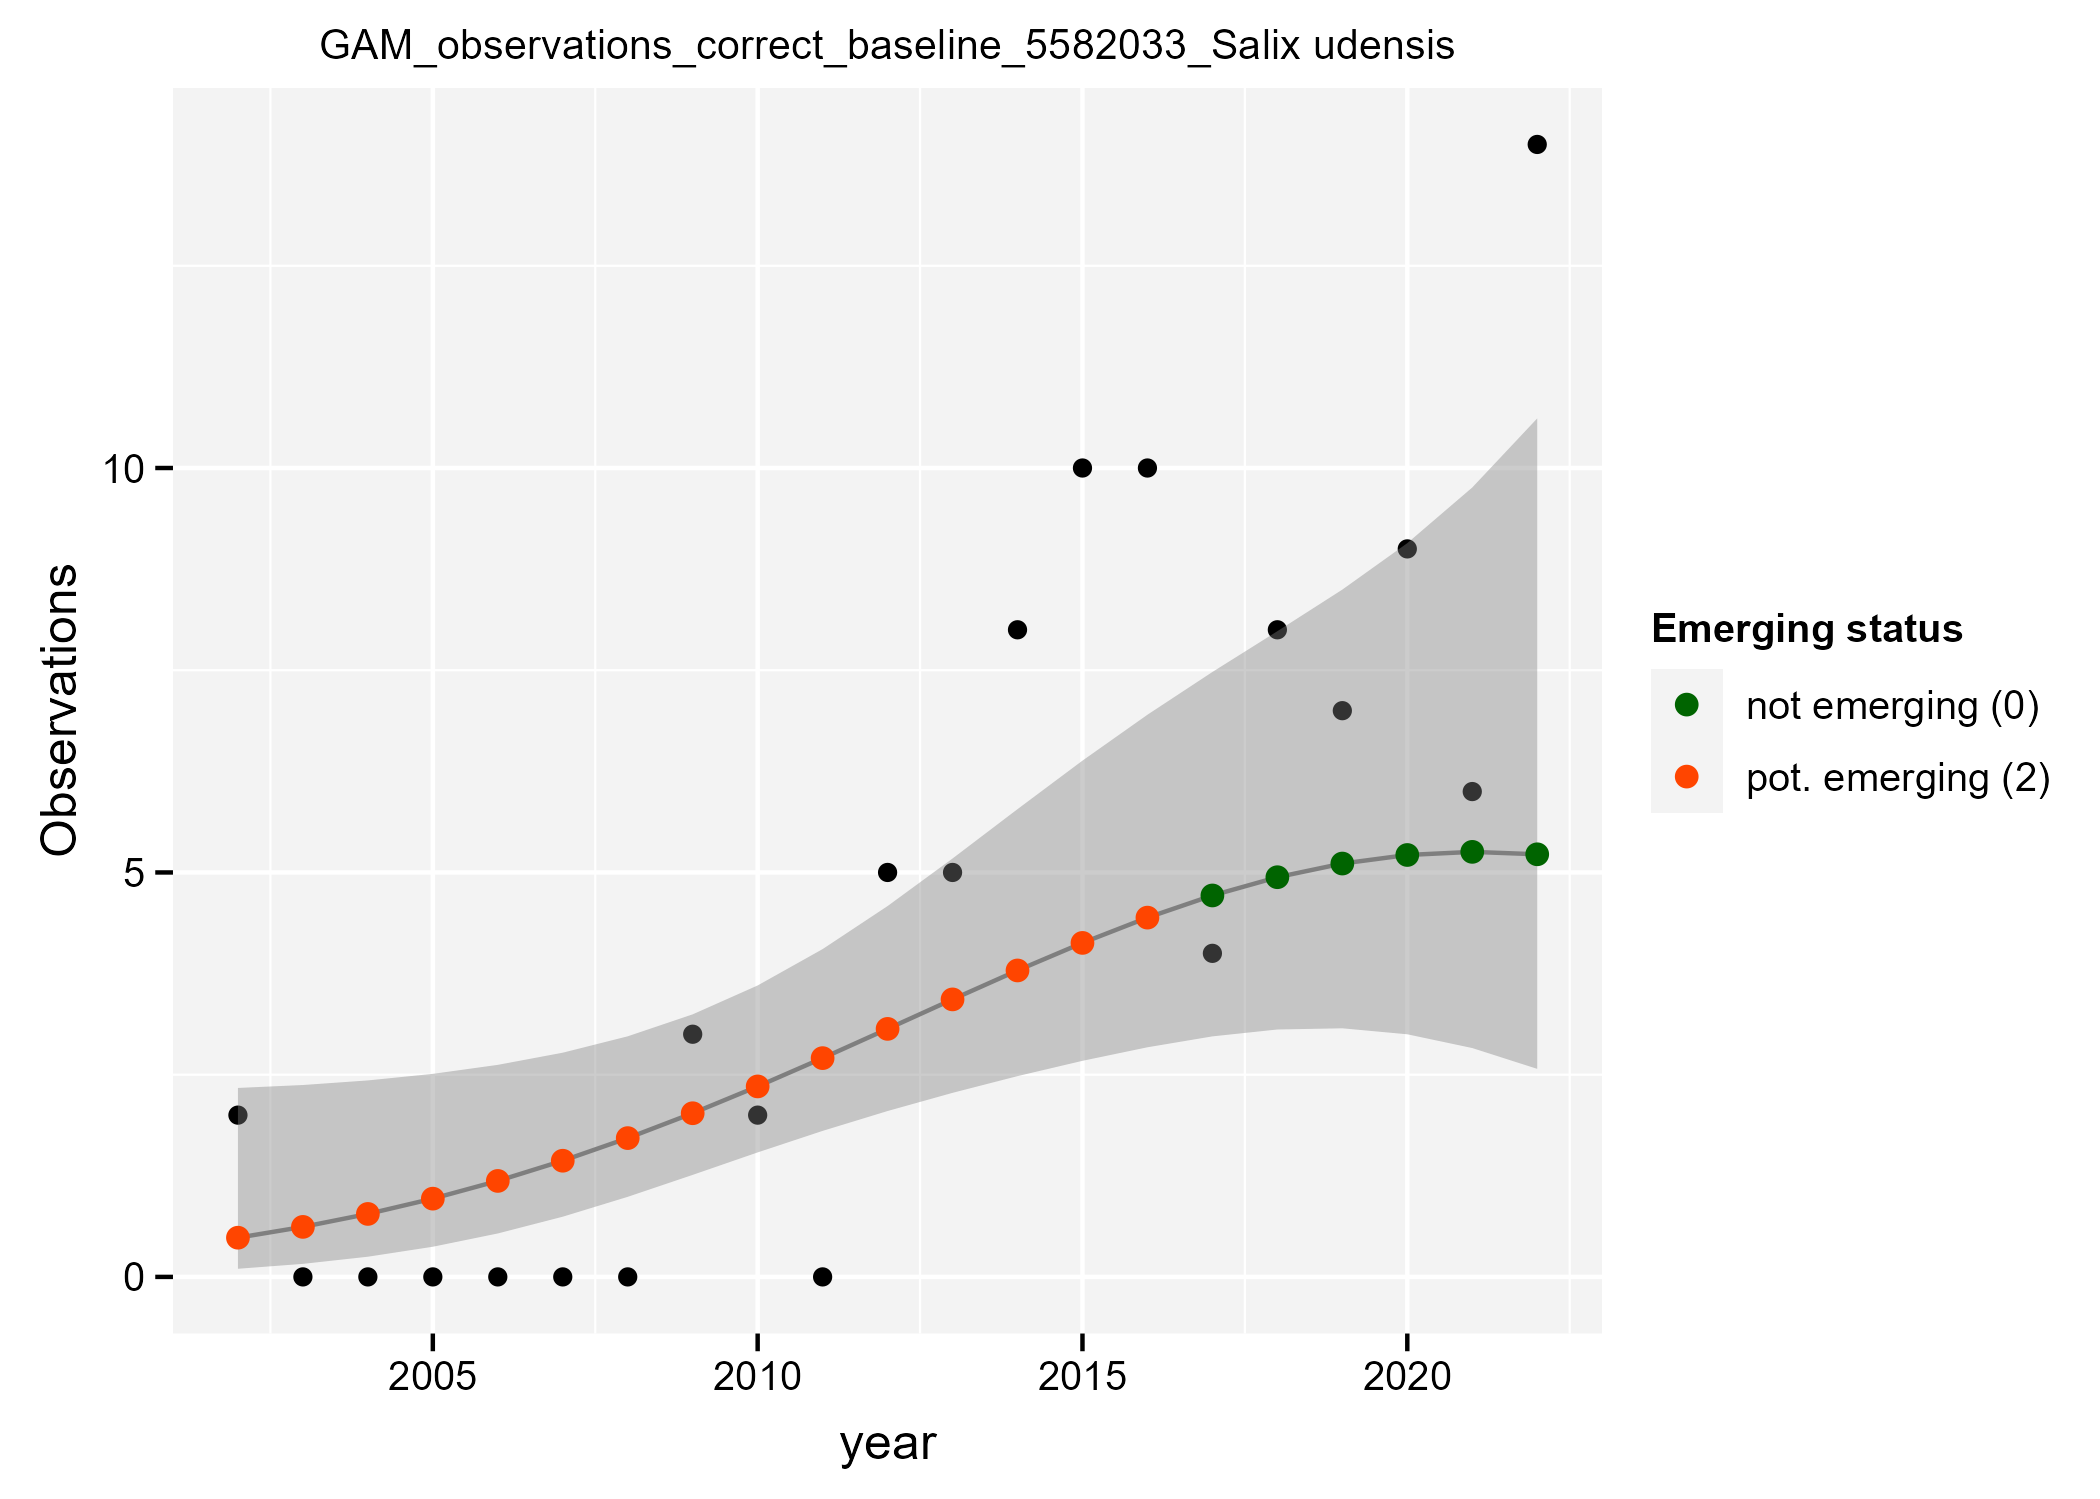 GAM_observations_correct_baseline_5582033_Salix udensis
Observations
10
5
0
2005
2010
2015
2020
year
Emerging status
not emerging (0)
pot. emerging (2)